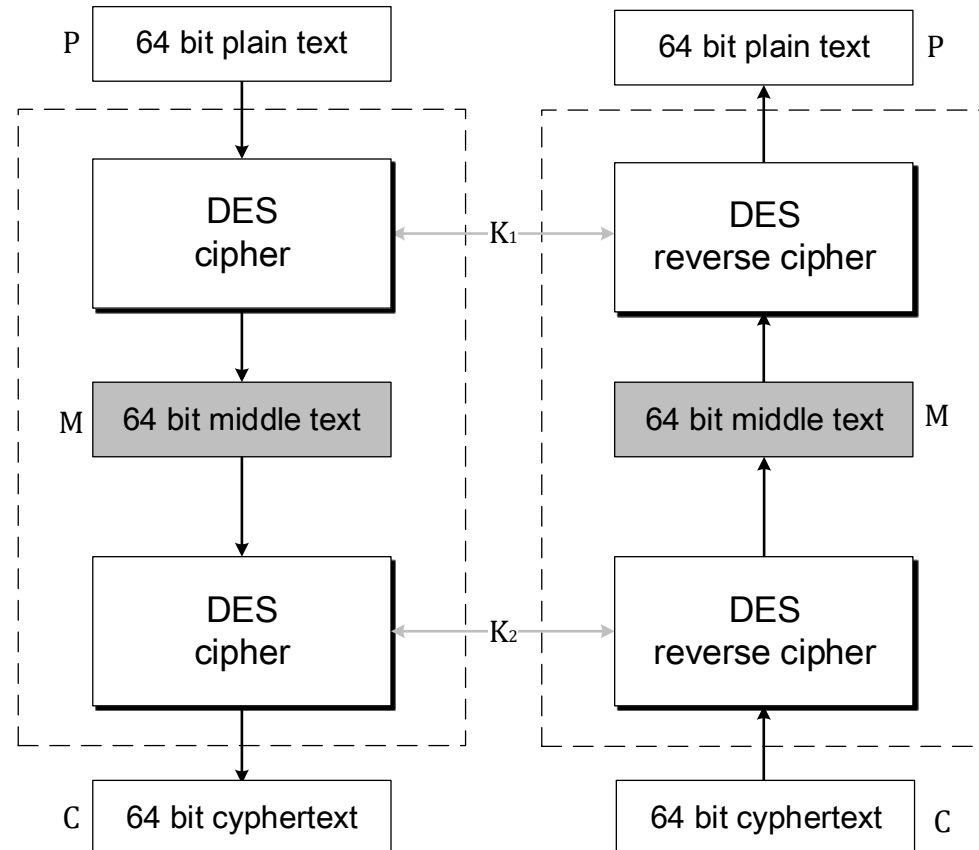 P 64 bit plain text
64 bit plain text P
DES
cipher
K1
DES
reverse cipher
M 64 bit middle text
64 bit middle text M
DES
cipher
K2
DES
reverse cipher
C 64 bit cyphertext
64 bit cyphertext C